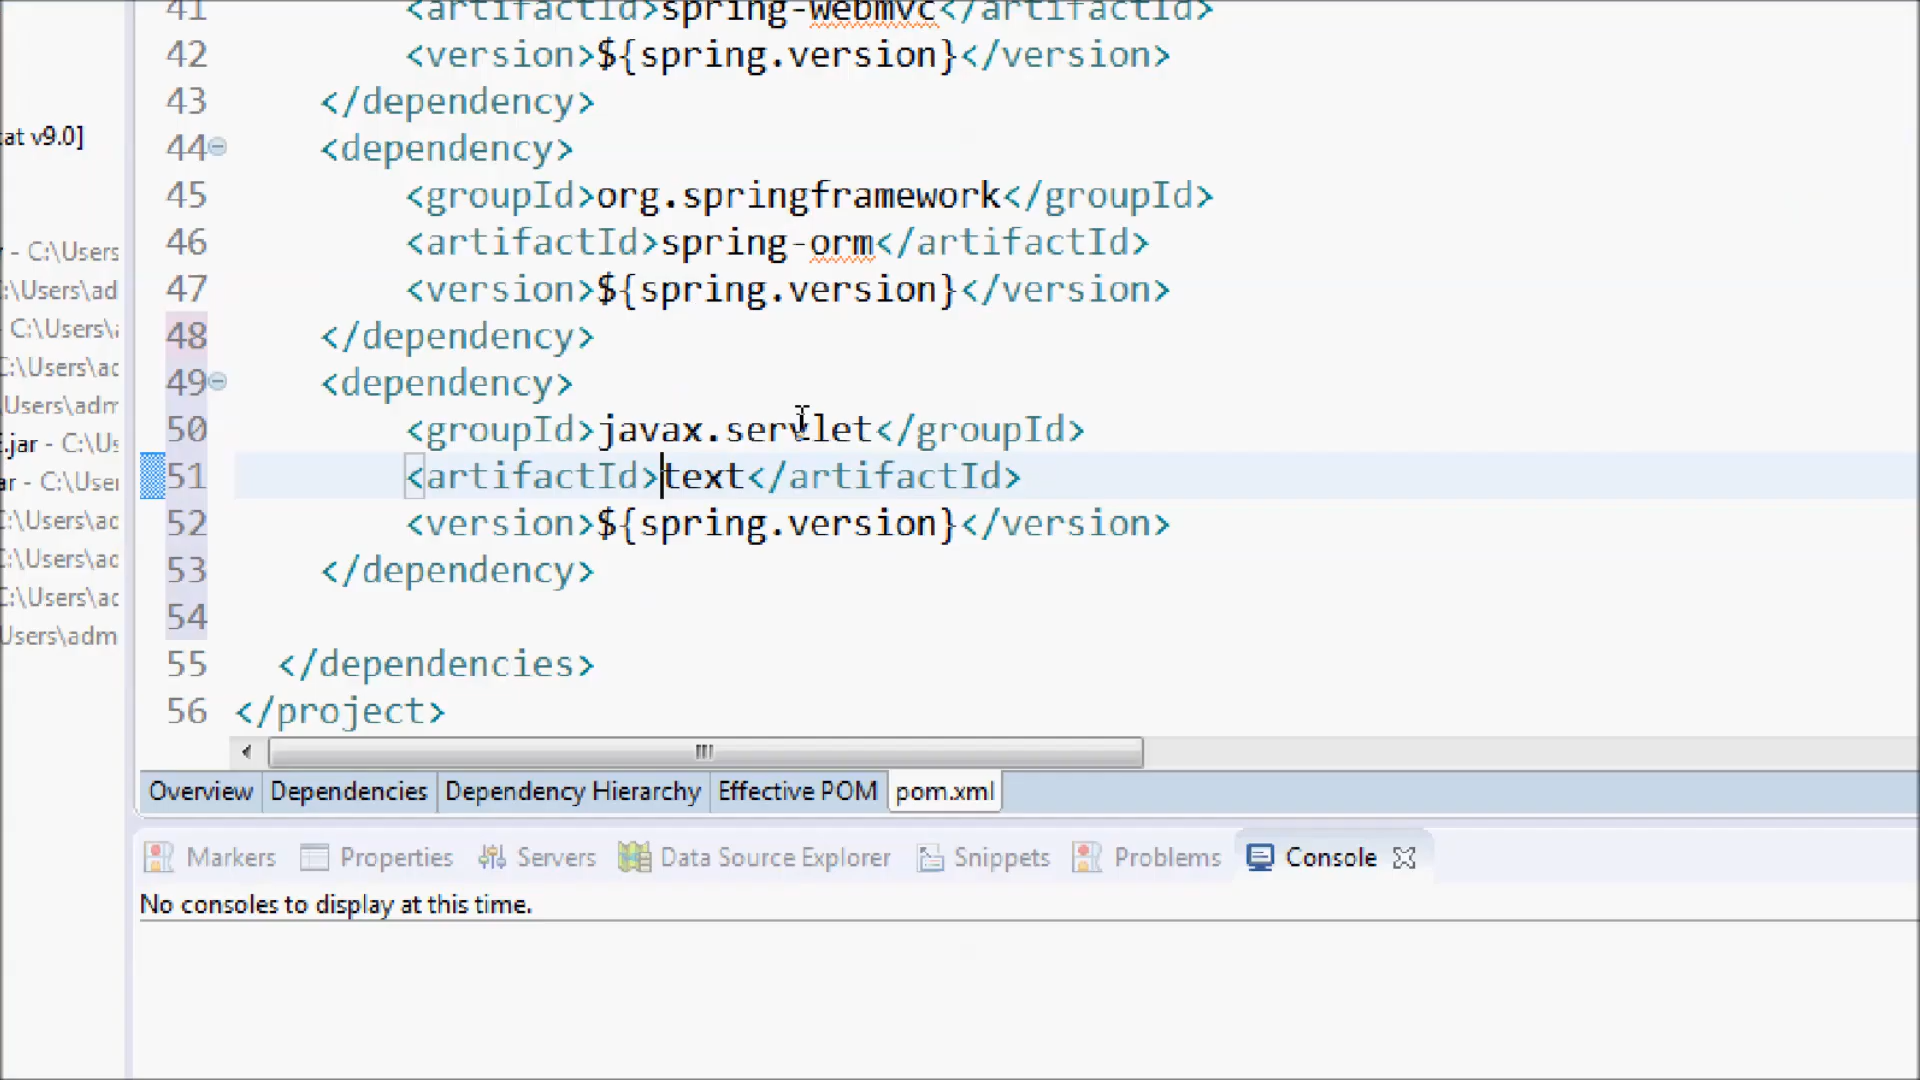 41 <artifactId>spring-webmvc</artifactId>
42 <version>${spring.version}</version>
43 </dependency>
44 <dependency>
45 <groupId>org.springframework</groupId>
46 <artifactId>spring-orm</artifactId>
47 <version>${spring.version}</version>
48 </dependency>
49 <dependency>
50 <groupId>javax.servlet</groupId>
51 <artifactId>text</artifactId>
52 <version>${spring.version}</version>
53 </dependency>
54
55 </dependencies>
56 </project>
cat v9.0]
- C:\Users
:\Users\ad
- C:\Users\
C:\Users\ad
Users\adm
.jar - C:\Us
ar - C:\User
C:\Users\ad
C:\Users\ad
C:\Users\ad
Users\adm
Overview Dependencies Dependency Hierarchy Effective POM pom.xml
Markers Properties Servers Data Source Explorer Snippets Problems Console
No consoles to display at this time.